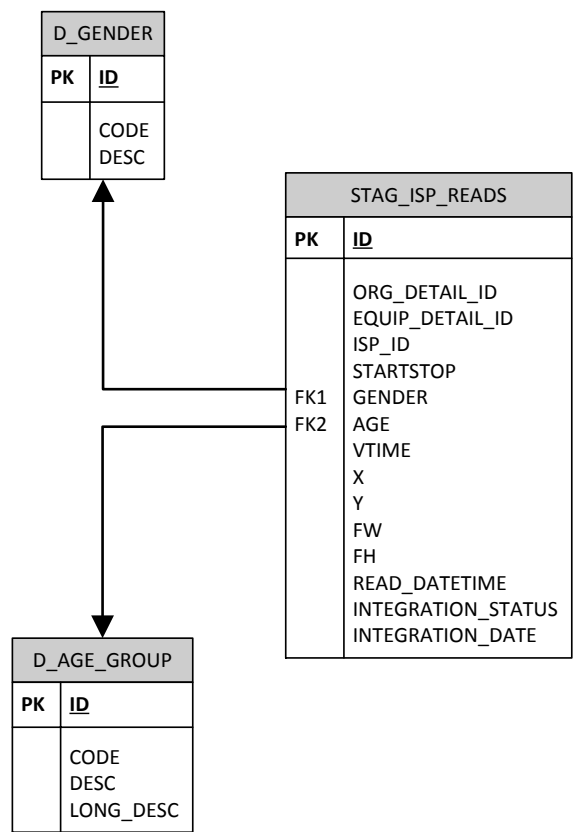 D_GENDER
PK ID
CODE
DESC
STAG_ISP_READS
PK ID
ORG_DETAIL_ID
EQUIP_DETAIL_ID
ISP_ID
STARTSTOP
FK1 GENDER
FK2 AGE
VTIME
X
Y
FW
FH
READ_DATETIME
INTEGRATION_STATUS
INTEGRATION_DATE
D_AGE_GROUP
PK ID
CODE
DESC
LONG_DESC